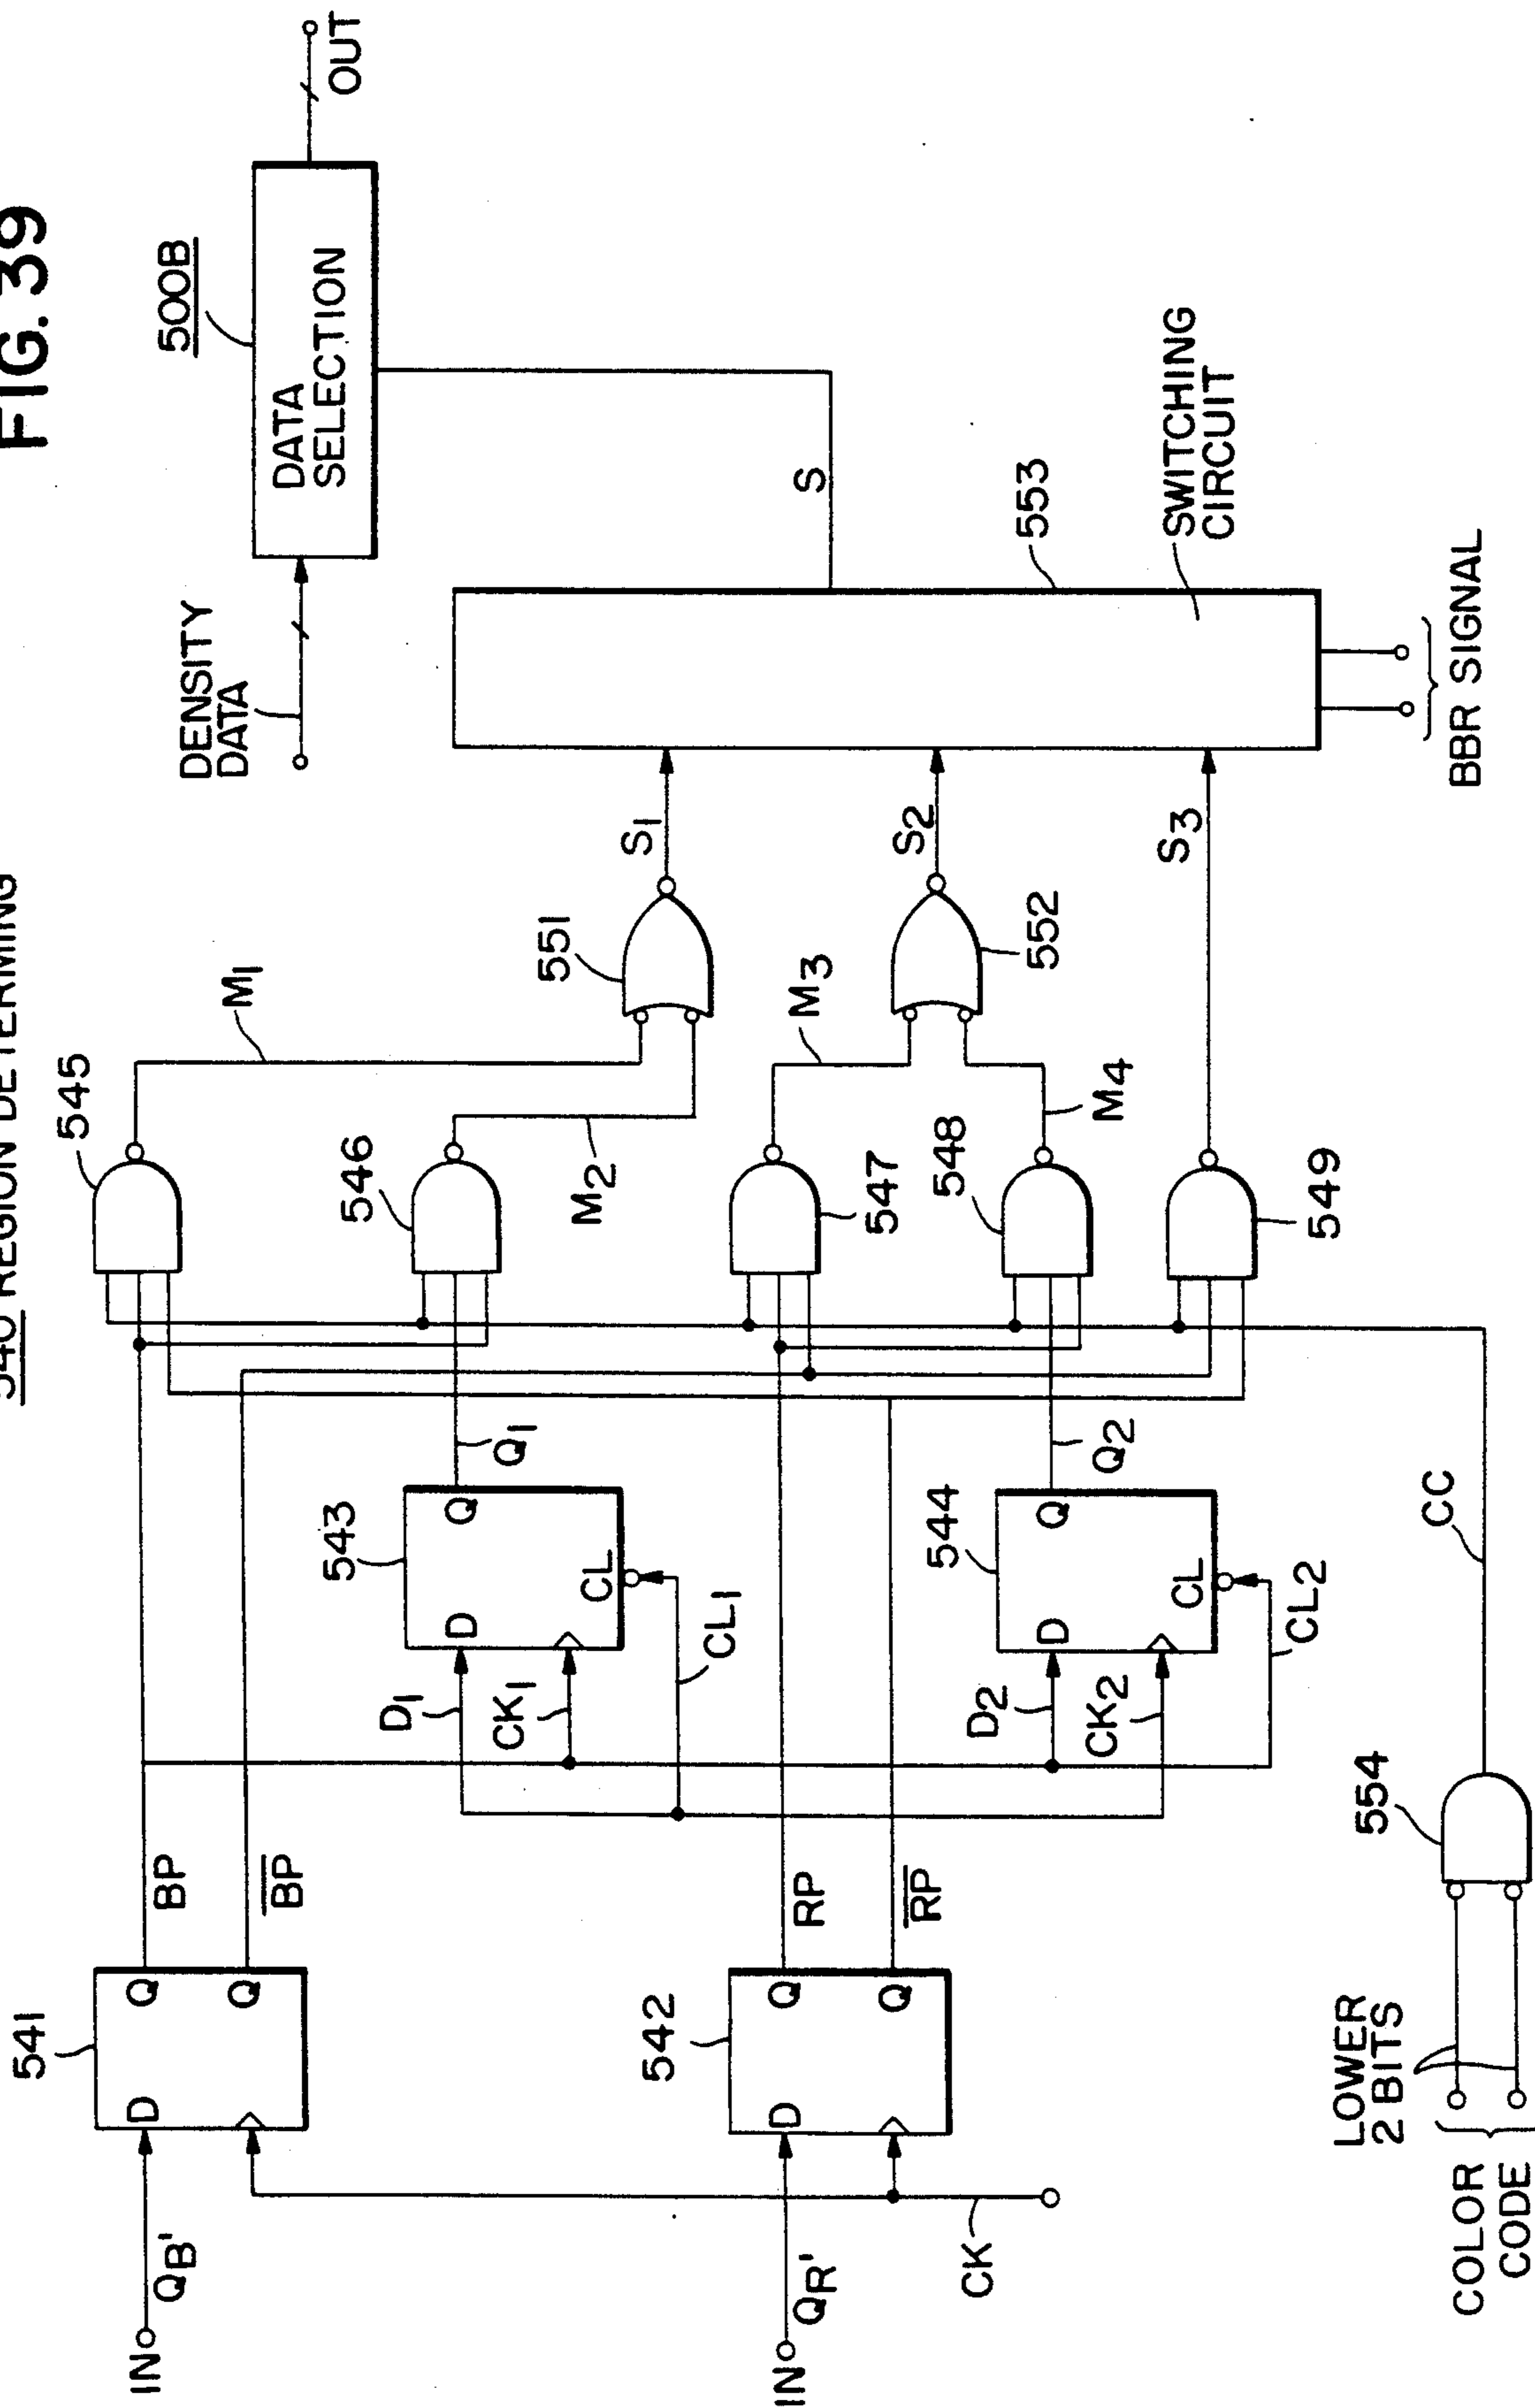 FIG. 39
540 REGION DETERMING
500B
DATA
SELECTION
OUT
DENSITY
DATA
S
553
SWITCHING
CIRCUIT
BBR SIGNAL
S1
S2
S3
551
552
M1
M2
M3
M4
545
546
547
548
549
Q1
Q2
543
D
Q
CL
544
D
Q
CL
D1
CK1
CL1
D2
CK2
CL2
CC
554
BP
BP
RP
RP
541
D
Q
Q
542
D
Q
Q
IN
QB'
IN
QR'
CK
LOWER
2 BITS
COLOR
CODE